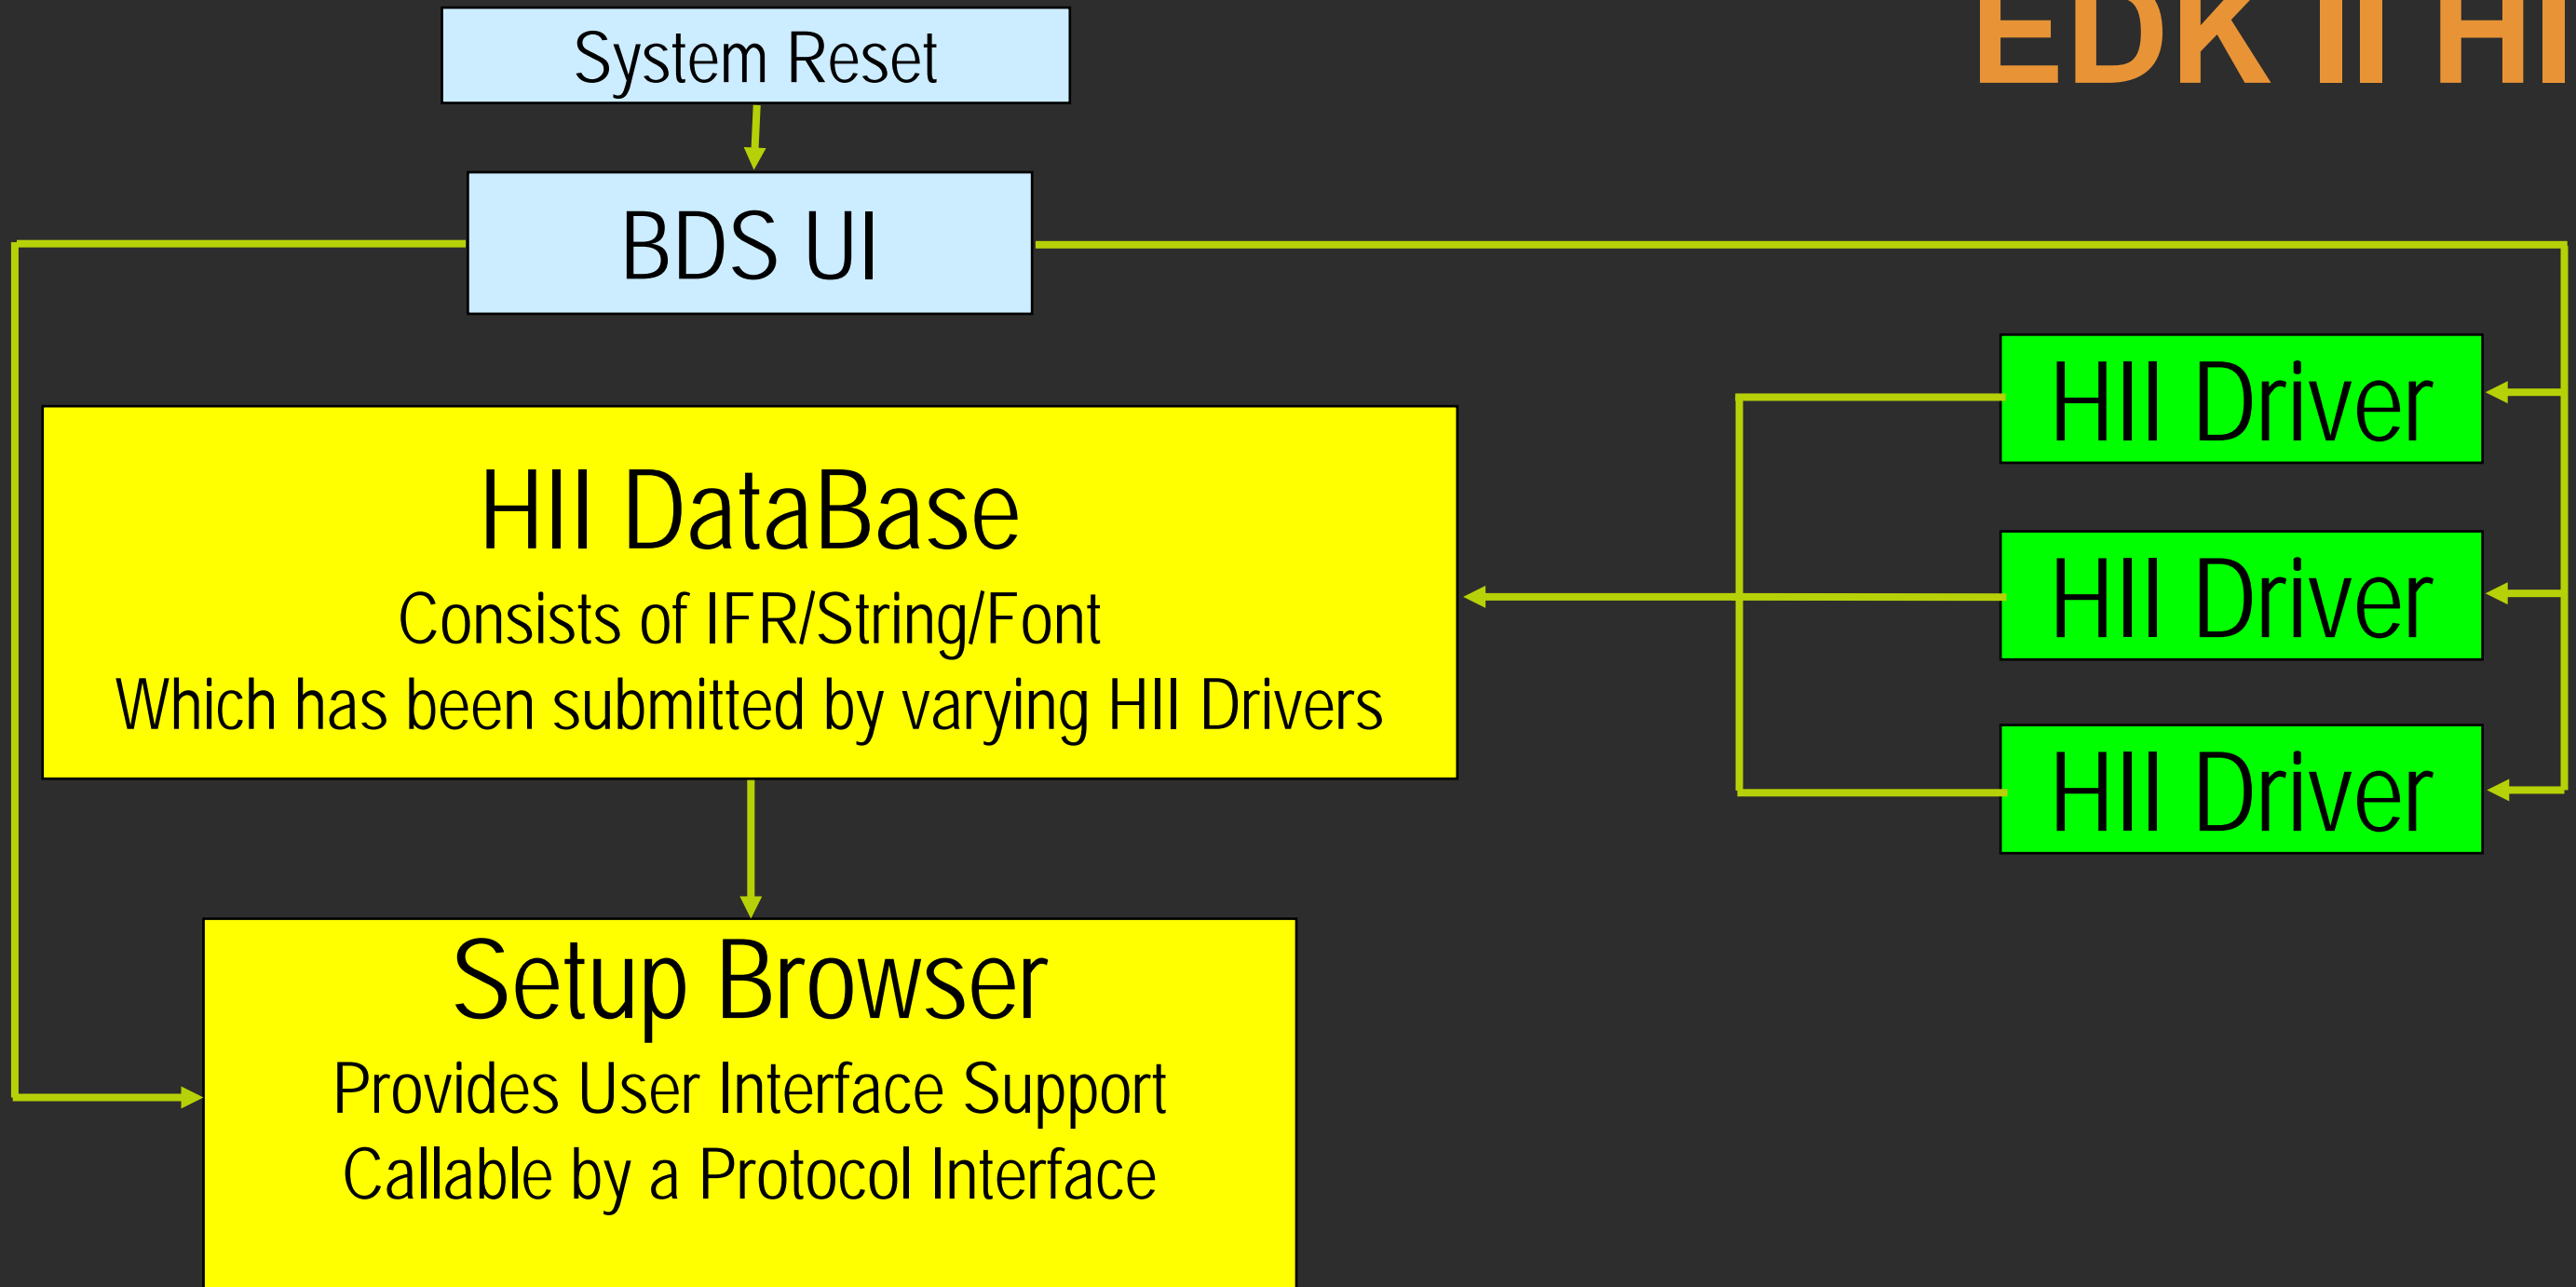 EDK II HI
System Reset
BDS UI
HII Driver
HII DataBase
Consists of IFR/String/Font
Which has been submitted by varying HII Drivers
HII Driver
HII Driver
Setup Browser
Provides User Interface Support
Callable by a Protocol Interface